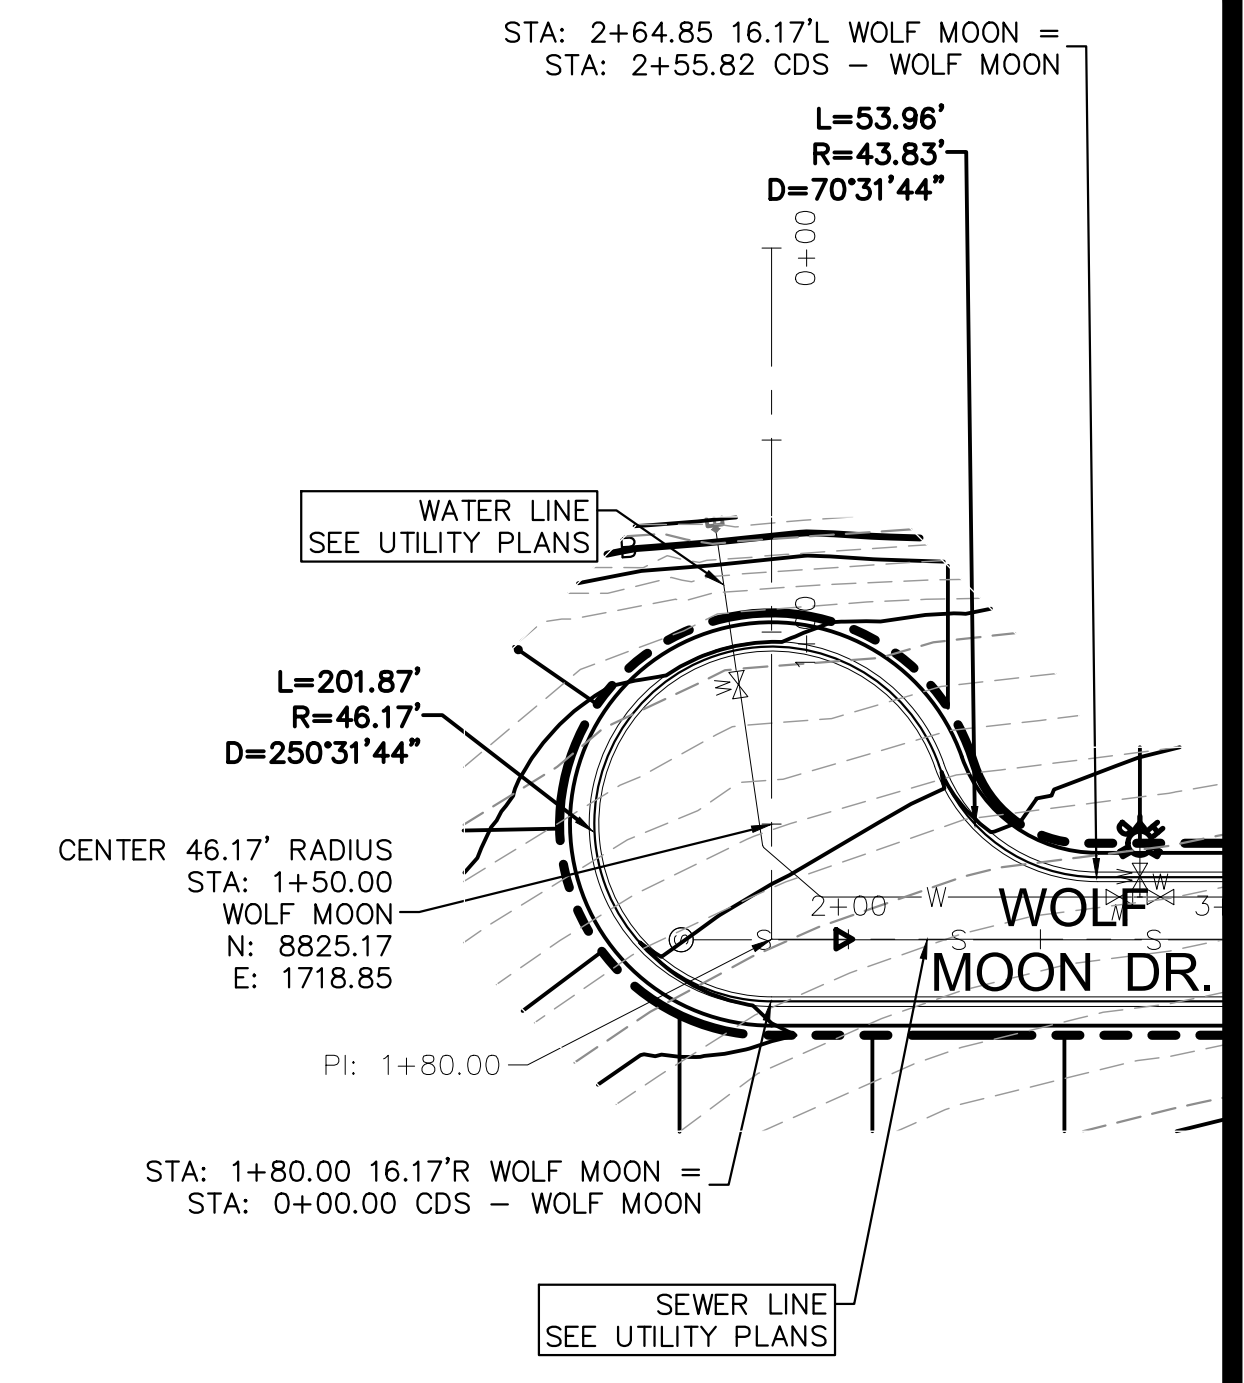 STA: 2+64.85 16.17'L WOLF MOON =
STA: 2+55.82 CDS - WOLF MOON
L=53.96'
R=43.83'
D=70°31'44"
0+00
WATER LINE
SEE UTILITY PLANS
B
1+00
W
L=201.87'
R=46.17'
D=250°31'44"
CENTER 46.17' RADIUS
STA: 1+50.00
WOLF MOON
N: 8825.17
E: 1718.85
W
W
2+00
W
WOLF
W
3+
S
S
S
MOON DR.
PI: 1+80.00
STA: 1+80.00 16.17'R WOLF MOON =
STA: 0+00.00 CDS - WOLF MOON
SEWER LINE
SEE UTILITY PLANS